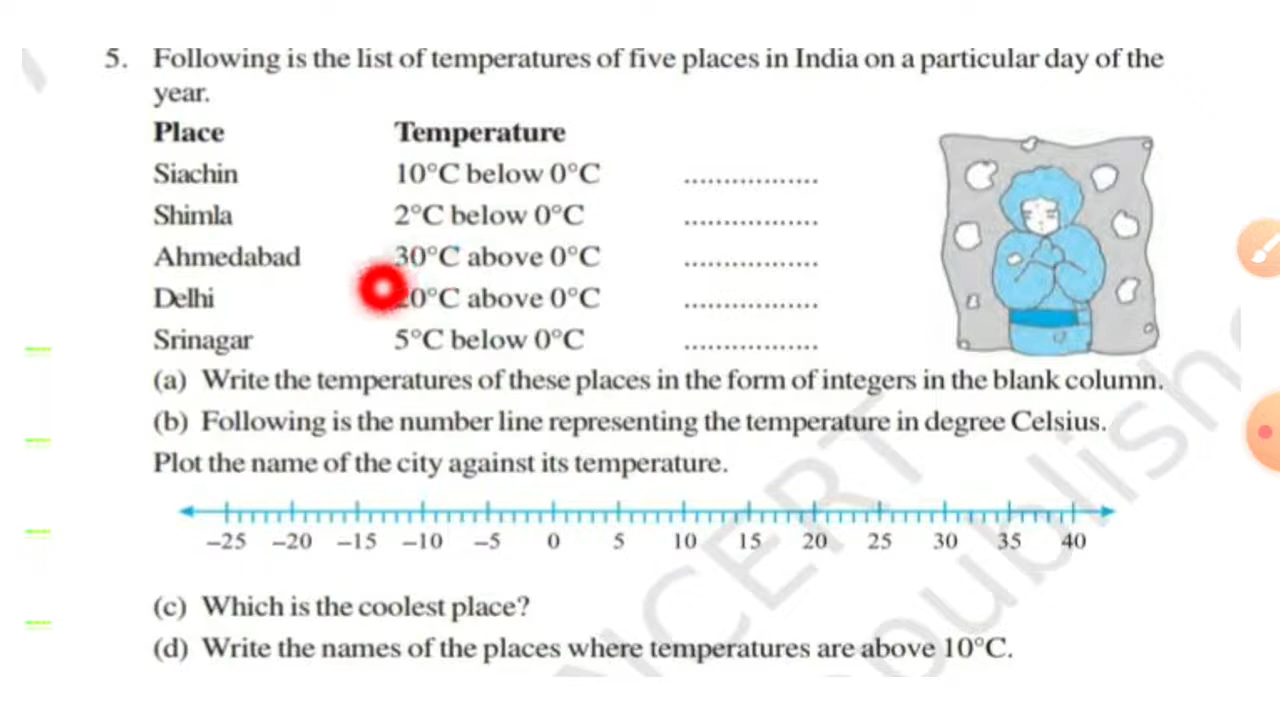 5. Following is the list of temperatures of five places in India on a particular day of the
year.
Place Temperature
Siachin 10°C below 0°C .................
Shimla 2°C below 0°C .................
Ahmedabad 30°C above 0°C .................
Delhi 20°C above 0°C .................
Srinagar 5°C below 0°C .................
(a) Write the temperatures of these places in the form of integers in the blank column.
(b) Following is the number line representing the temperature in degree Celsius.
Plot the name of the city against its temperature.
–25 –20 –15 –10 –5 0 5 10 15 20 25 30 35 40
(c) Which is the coolest place?
(d) Write the names of the places where temperatures are above 10°C.